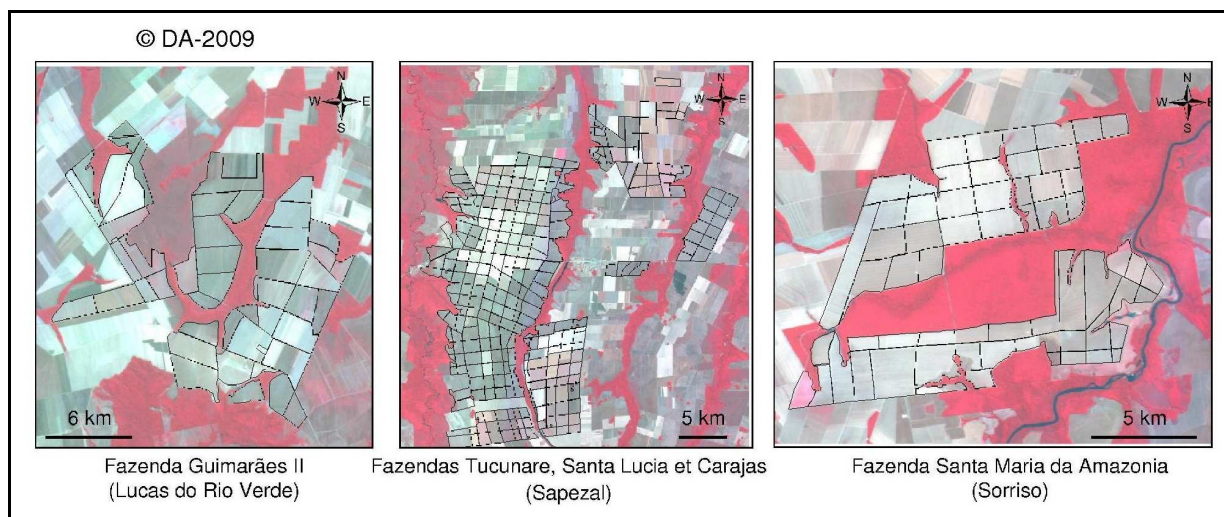 © DA-2009
N
W E
S
N
W E
S
N
W E
S
6 km
5 km
5 km
Fazenda Guimarães II
(Lucas do Rio Verde)
Fazendas Tucunare, Santa Lucia et Carajas
(Sapezal)
Fazenda Santa Maria da Amazonia
(Sorriso)